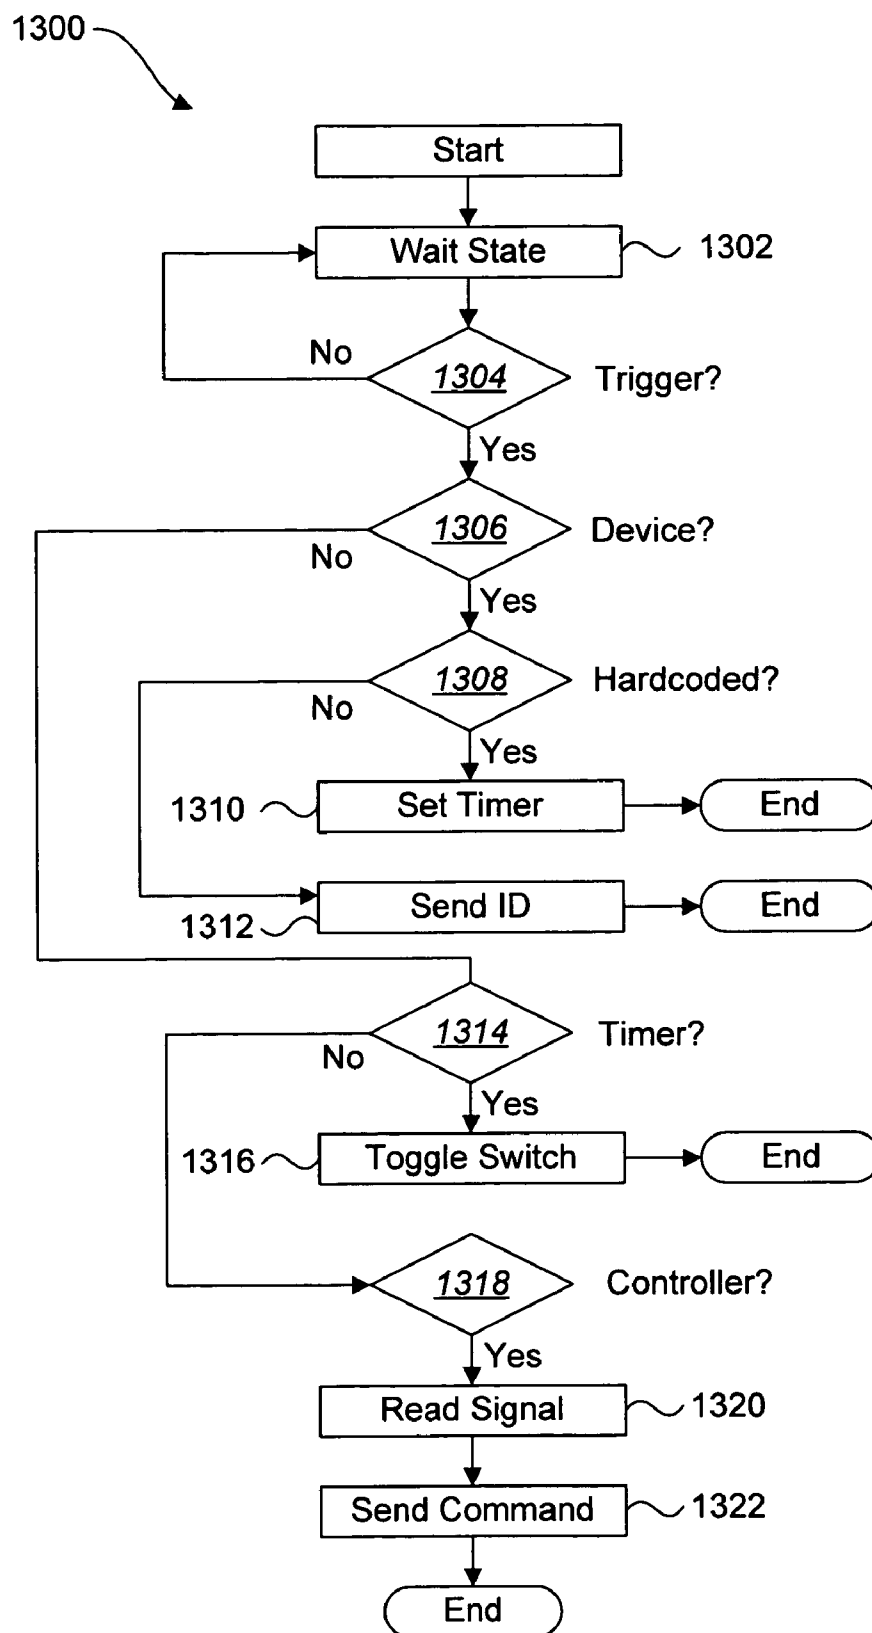 1300
Start
Wait State 1302
No
1304 Trigger?
Yes
1306 Device?
No
Yes
1308 Hardcoded?
No
Yes
1310 Set Timer End
Send ID End
1312
1314 Timer?
No
Yes
1316 Toggle Switch End
1318 Controller?
Yes
Read Signal 1320
Send Command 1322
End